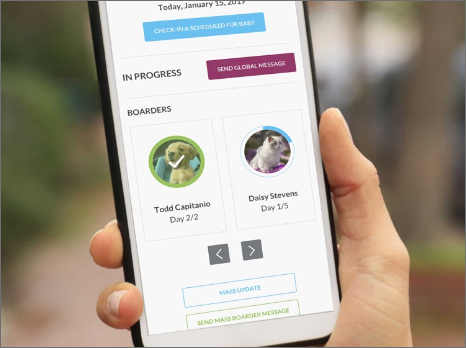 Today, January 15, 2019
CHECK-IN A SCHEDULED FUR BABY
IN PROGRESS
SEND GLOBAL MESSAGE
BOARDERS
Todd Capitanio
Day 2/2
Daisy Stevens
Day 1/5
MASS UPDATE
SEND MASS BOARDER MESSAGE